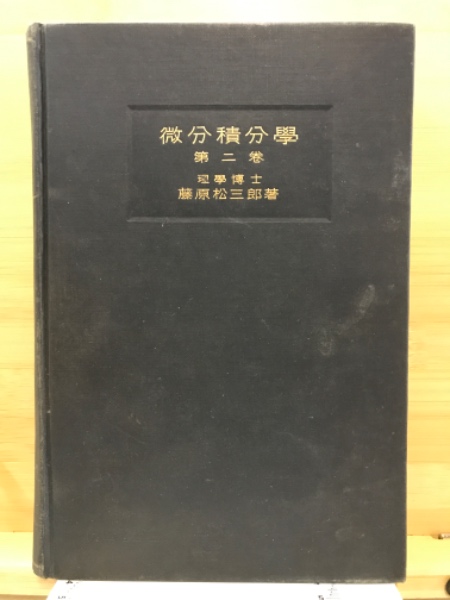 微分積分學
第二卷
理學博士
藤原松三郎著